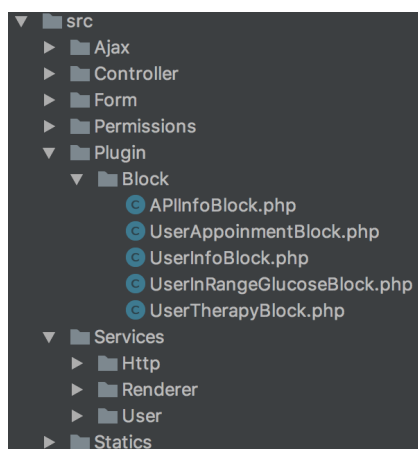 src
Ajax
Controller
Form
Permissions
Plugin
Block
APIInfoBlock.php
UserAppoinmentBlock.php
UserInfoBlock.php
UserInRangeGlucoseBlock.php
UserTherapyBlock.php
Services
Http
Renderer
User
Statics